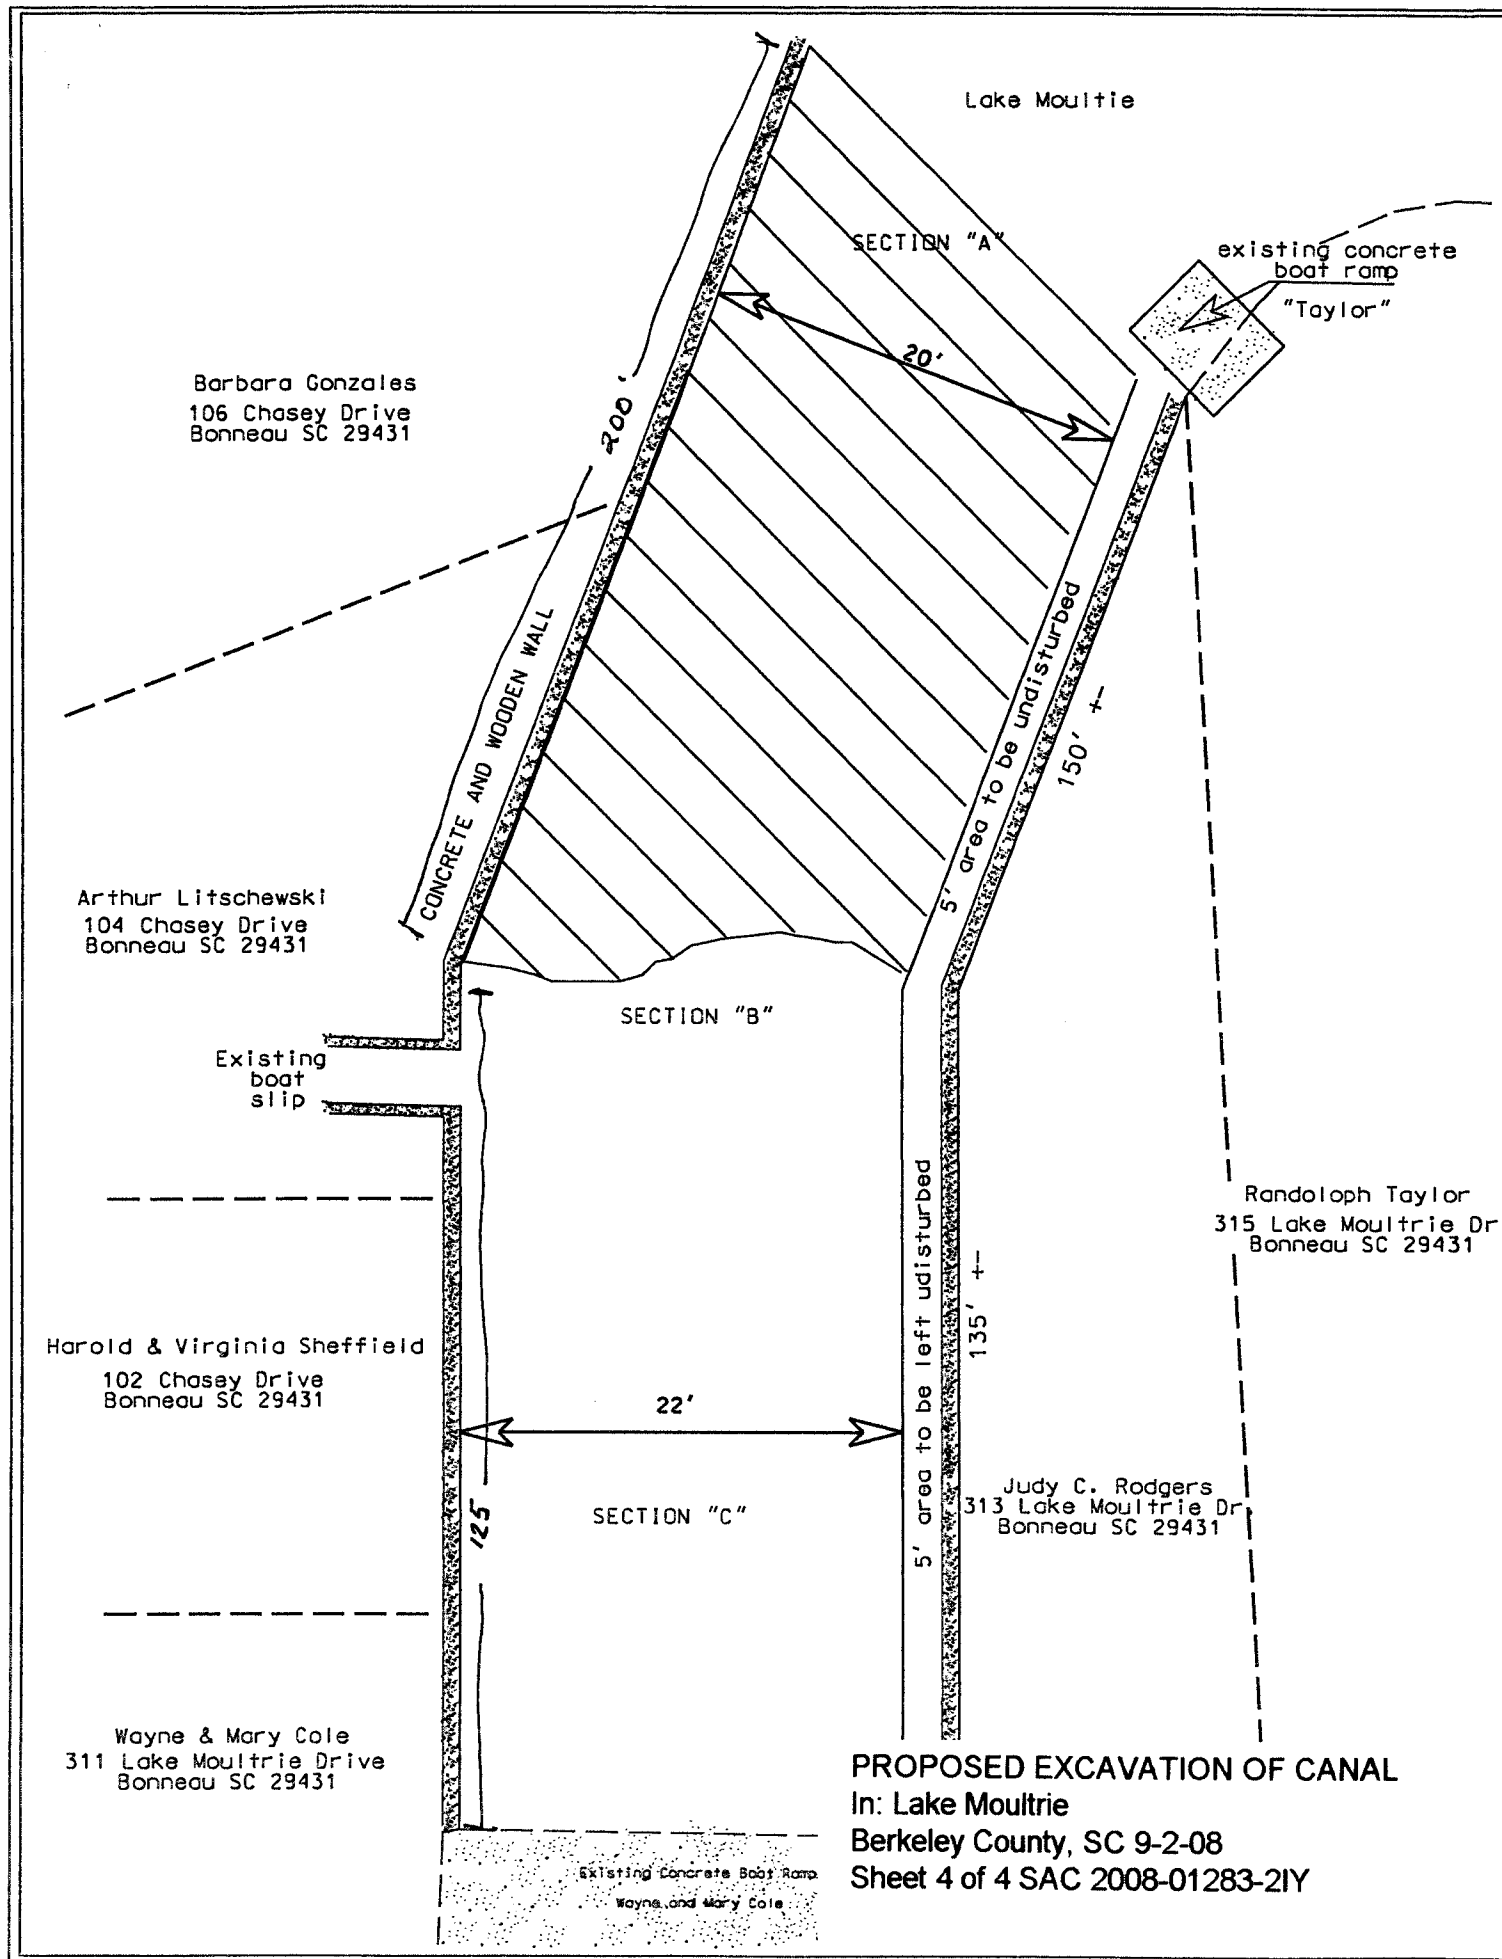 Lake Moultie
SECTION "A"
existing concrete
boat ramp
"Taylor"
20'
Barbara Gonzales
106 Chasey Drive
Bonneau SC 29431
200'
CONCRETE AND WOODEN WALL
5' area to be undisturbed
150' +-
Arthur Litschewski
104 Chasey Drive
Bonneau SC 29431
SECTION "B"
Existing
boat
slip
Randoloph Taylor
315 Lake Moultrie Dr
Bonneau SC 29431
5' area to be left udisturbed
135' +-
Harold & Virginia Sheffield
102 Chasey Drive
Bonneau SC 29431
22'
125
SECTION "C"
Judy C. Rodgers
313 Lake Moultrie Dr
Bonneau SC 29431
Wayne & Mary Cole
311 Lake Moultrie Drive
Bonneau SC 29431
Existing Concrete Boat Ramp
Wayne and Mary Cole
PROPOSED EXCAVATION OF CANAL
In: Lake Moultrie
Berkeley County, SC 9-2-08
Sheet 4 of 4 SAC 2008-01283-2IY